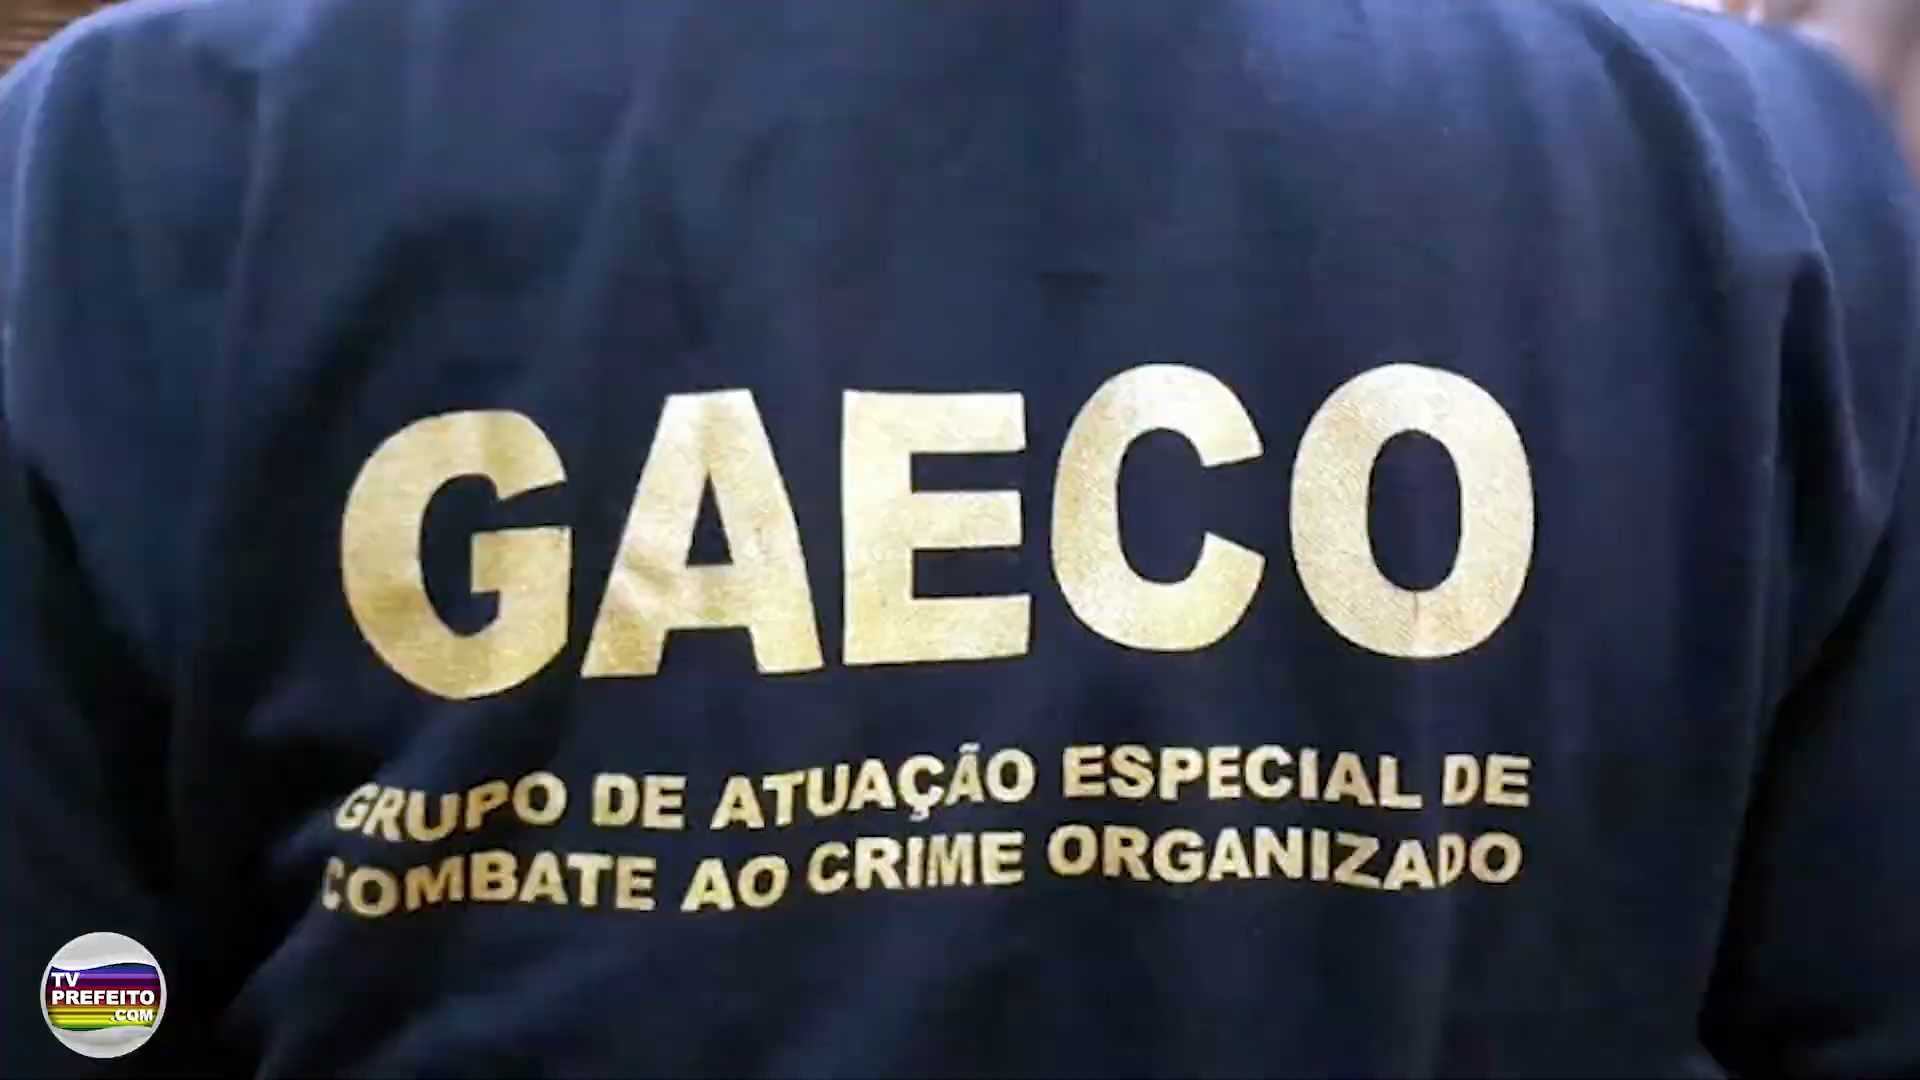 GAECO
GRUPO DE ATUAÇÃO ESPECIAL DE
COMBATE AO CRIME ORGANIZADO
TV
PREFEITO
.COM